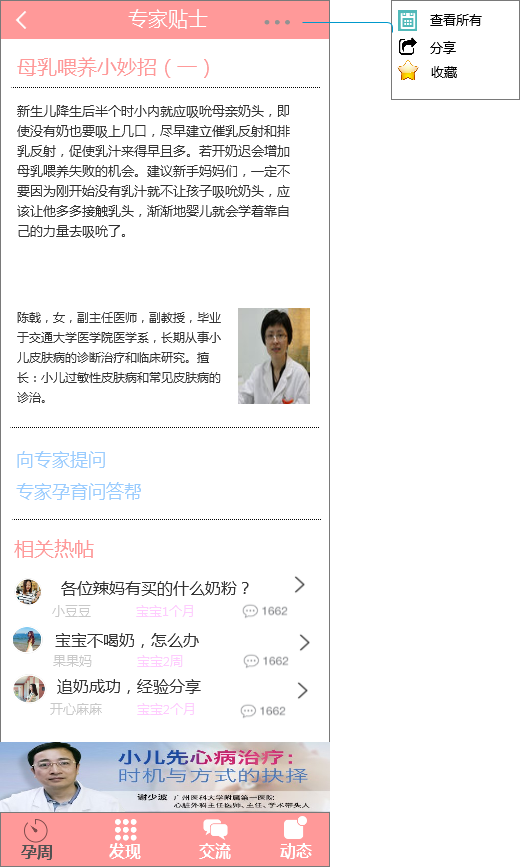 专家贴士
查看所有
分享
收藏
母乳喂养小妙招（一）
新生儿降生后半个时小内就应吸吮母亲奶头，即
使没有奶也要吸上几口，尽早建立催乳反射和排
乳反射，促使乳汁来得早且多。若开奶迟会增加
母乳喂养失败的机会。建议新手妈妈们，一定不
要因为刚开始没有乳汁就不让孩子吸吮奶头，应
该让他多多接触乳头，渐渐地婴儿就会学着靠自
己的力量去吸吮了。
陈戟，女，副主任医师，副教授，毕业
于交通大学医学院医学系，长期从事小
儿皮肤病的诊断治疗和临床研究。擅
长：小儿过敏性皮肤病和常见皮肤病的
诊治。
向专家提问
专家孕育问答帮
相关热帖
各位辣妈有买的什么奶粉？
小豆豆 宝宝1个月 1662
宝宝不喝奶，怎么办
果果妈 宝宝2周 1662
追奶成功，经验分享
开心麻麻 宝宝2个月 1662
小儿先心病治疗：
时机与方式的抉择
谢少波 广州医科大学附属第一医院
心脏外科主任医师、主任、学术带头人
孕周 发现 交流 动态